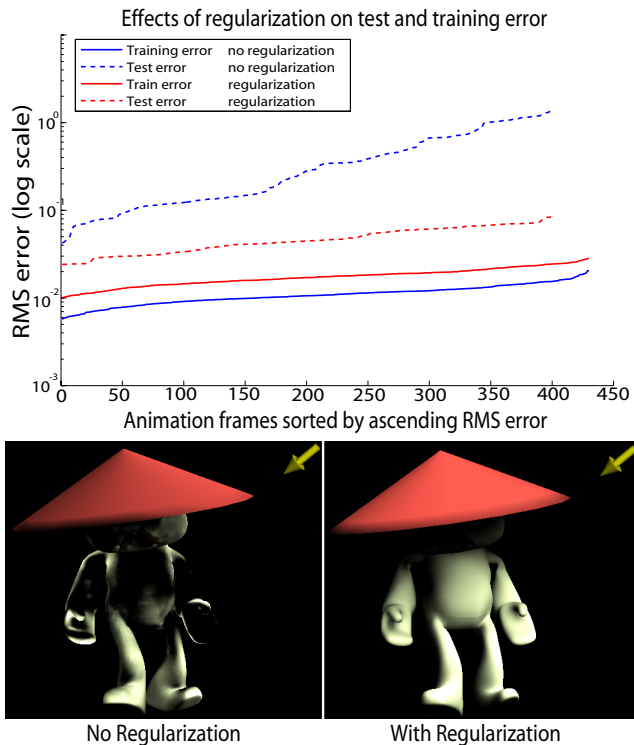 Effects of regularization on test and training error
Training error no regularization
Test error no regularization
Train error regularization
Test error regularization
RMS error (log scale)
10^0
10^-1
10^-2
10^-3
0 50 100 150 200 250 300 350 400 450
Animation frames sorted by ascending RMS error
No Regularization With Regularization